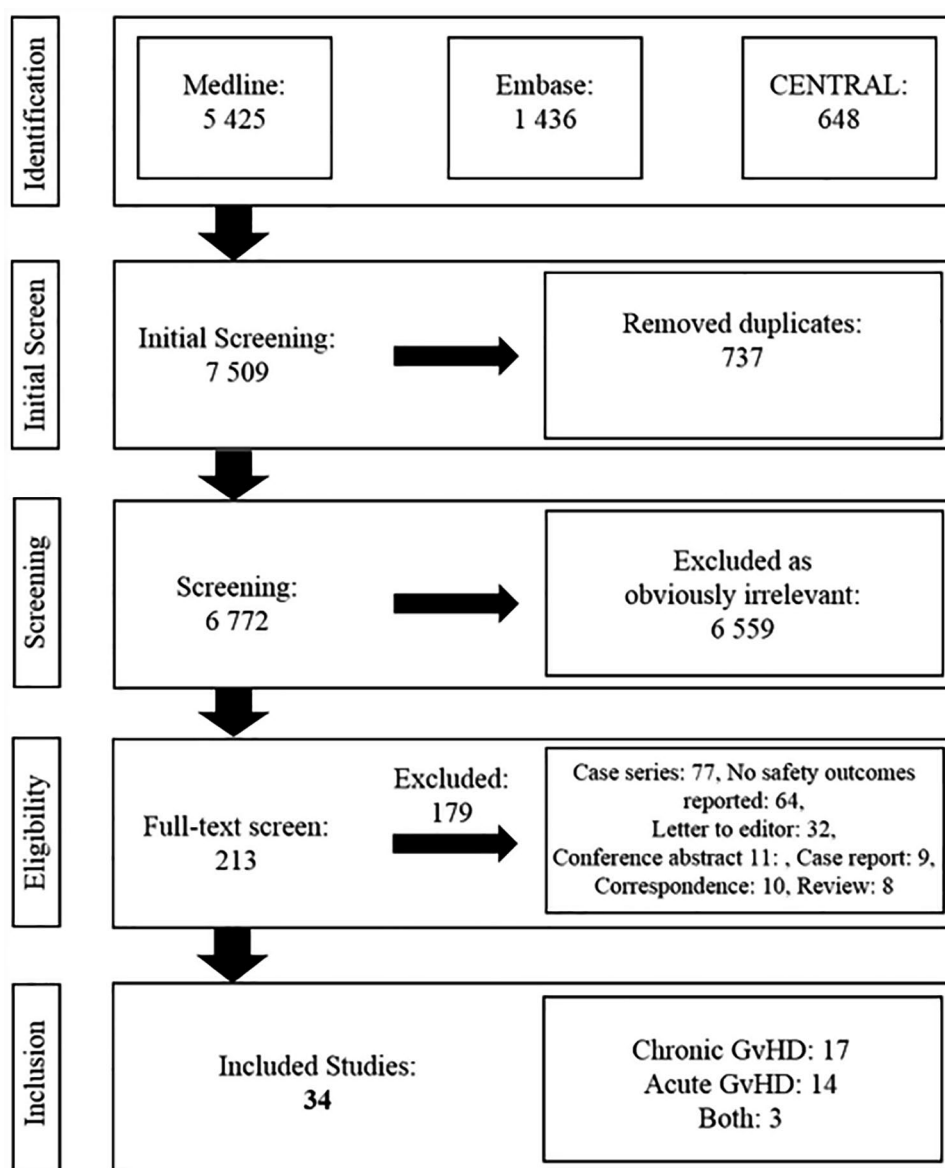 Identification
Medline:
5 425
Embase:
1 436
CENTRAL:
648
Initial Screen
Initial Screening:
7 509
Removed duplicates:
737
Screening
Screening:
6 772
Excluded as
obviously irrelevant:
6 559
Eligibility
Full-text screen:
213
Excluded:
179
Case series: 77, No safety outcomes
reported: 64,
Letter to editor: 32,
Conference abstract 11: , Case report: 9,
Correspondence: 10, Review: 8
Inclusion
Included Studies:
34
Chronic GvHD: 17
Acute GvHD: 14
Both: 3